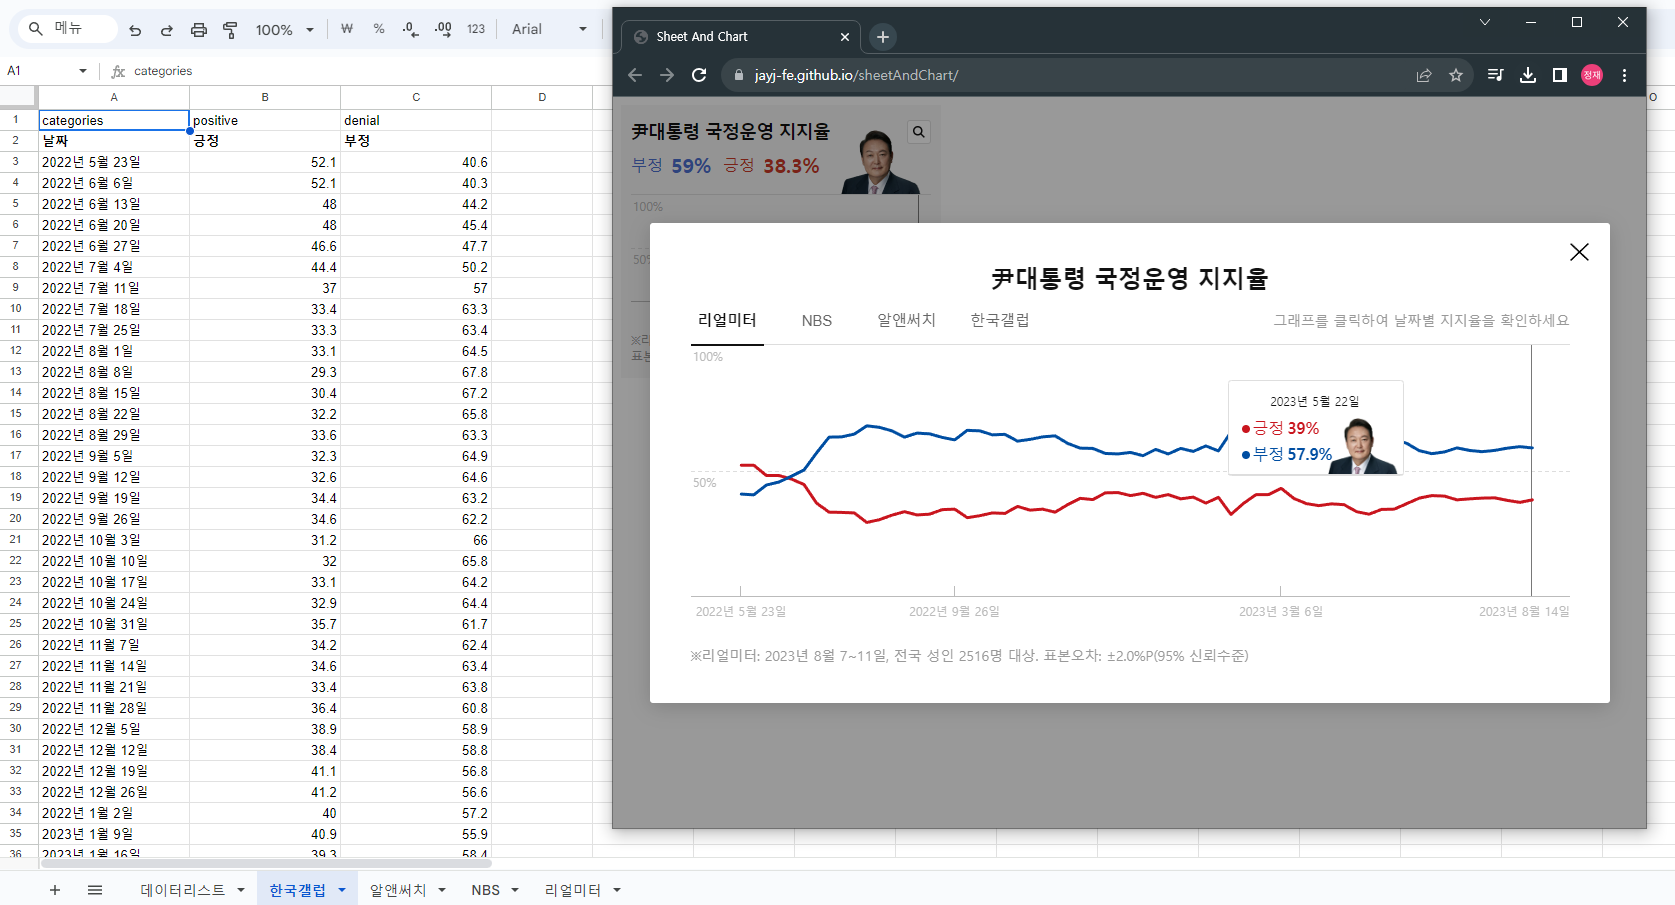 메뉴
100%
₩ % .0 .00 123
Arial
A1
fx categories
A B C D
1 categories positive denial
2 날짜 긍정 부정
3 2022년 5월 23일 52.1 40.6
4 2022년 6월 6일 52.1 40.3
5 2022년 6월 13일 48 44.2
6 2022년 6월 20일 48 45.4
7 2022년 6월 27일 46.6 47.7
8 2022년 7월 4일 44.4 50.2
9 2022년 7월 11일 37 57
10 2022년 7월 18일 33.4 63.3
11 2022년 7월 25일 33.3 63.4
12 2022년 8월 1일 33.1 64.5
13 2022년 8월 8일 29.3 67.8
14 2022년 8월 15일 30.4 67.2
15 2022년 8월 22일 32.2 65.8
16 2022년 8월 29일 33.6 63.3
17 2022년 9월 5일 32.3 64.9
18 2022년 9월 12일 32.6 64.6
19 2022년 9월 19일 34.4 63.2
20 2022년 9월 26일 34.6 62.2
21 2022년 10월 3일 31.2 66
22 2022년 10월 10일 32 65.8
23 2022년 10월 17일 33.1 64.2
24 2022년 10월 24일 32.9 64.4
25 2022년 10월 31일 35.7 61.7
26 2022년 11월 7일 34.2 62.4
27 2022년 11월 14일 34.6 63.4
28 2022년 11월 21일 33.4 63.8
29 2022년 11월 28일 36.4 60.8
30 2022년 12월 5일 38.9 58.9
31 2022년 12월 12일 38.4 58.8
32 2022년 12월 19일 41.1 56.8
33 2022년 12월 26일 41.2 56.6
34 2022년 1월 2일 40 57.2
35 2023년 1월 9일 40.9 55.9
36 2023년 1월 16일 39.3 58.4
데이터리스트
한국갤럽
알앤써치
NBS
리얼미터
Sheet And Chart
jayj-fe.github.io/sheetAndChart/
정재
O
尹대통령 국정운영 지지율
부정 59% 긍정 38.3%
100%
50%
※리
표본
尹대통령 국정운영 지지율
리얼미터 NBS 알앤써치 한국갤럽
그래프를 클릭하여 날짜별 지지율을 확인하세요
100%
2023년 5월 22일
긍정 39%
부정 57.9%
50%
2022년 5월 23일 2022년 9월 26일 2023년 3월 6일 2023년 8월 14일
※리얼미터: 2023년 8월 7~11일, 전국 성인 2516명 대상. 표본오차: ±2.0%P(95% 신뢰수준)